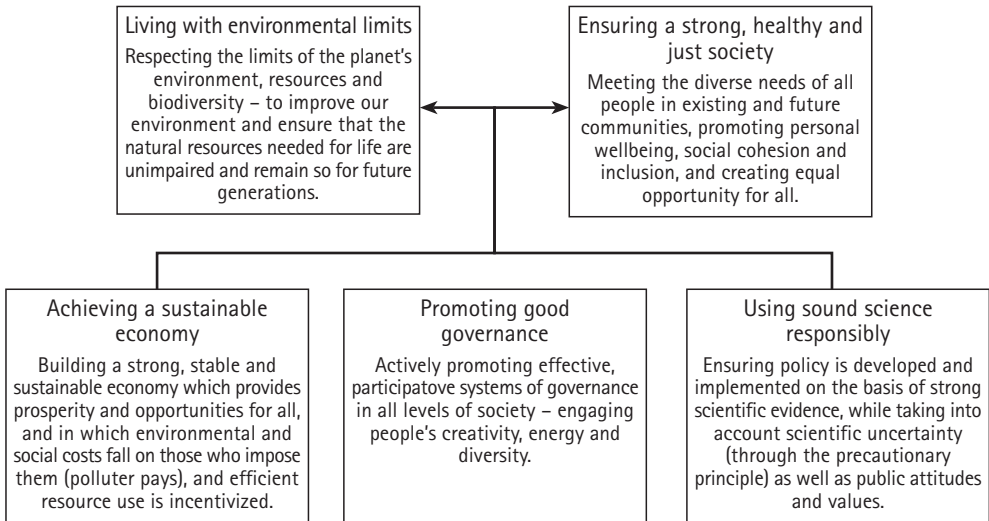 Living with environmental limits
Respecting the limits of the planet's
environment, resources and
biodiversity – to improve our
environment and ensure that the
natural resources needed for life are
unimpaired and remain so for future
generations.
Ensuring a strong, healthy and
just society
Meeting the diverse needs of all
people in existing and future
communities, promoting personal
wellbeing, social cohesion and
inclusion, and creating equal
opportunity for all.
Achieving a sustainable
economy
Building a strong, stable and
sustainable economy which provides
prosperity and opportunities for all,
and in which environmental and
social costs fall on those who impose
them (polluter pays), and efficient
resource use is incentivized.
Promoting good
governance
Actively promoting effective,
participatove systems of governance
in all levels of society – engaging
people's creativity, energy and
diversity.
Using sound science
responsibly
Ensuring policy is developed and
implemented on the basis of strong
scientific evidence, while taking into
account scientific uncertainty
(through the precautionary
principle) as well as public attitudes
and values.